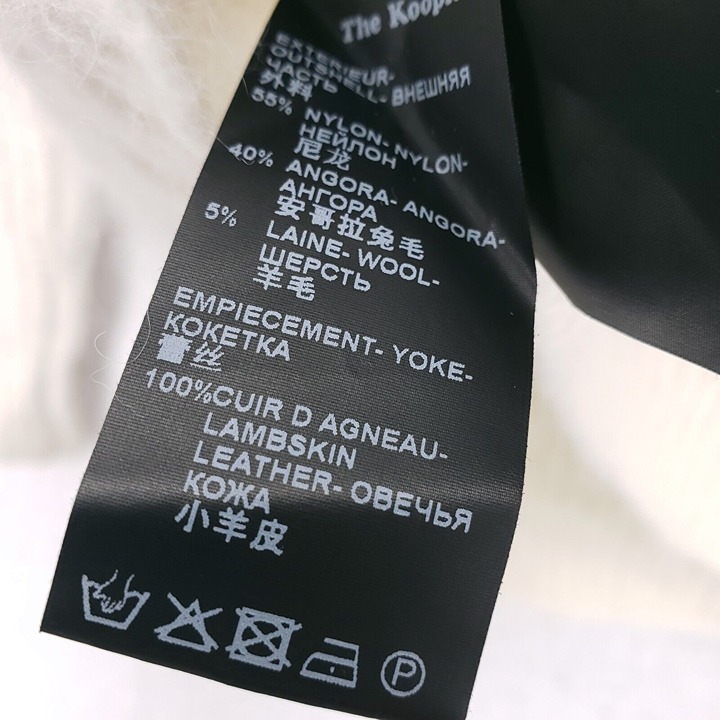 The Koopl
EXTERIEUR-
OUTSHELL- ВНЕШНЯЯ
ЧАСТЬ
外料
55% NYLON- NYLON-
НЕЙЛОН
尼龙
40% ANGORA- ANGORA-
АНГОРА
安哥拉兔毛
5% LAINE- WOOL-
ШЕРСТЬ
羊毛
EMPIECEMENT- YOKE-
КОКЕТКА
蕾丝
100%CUIR D AGNEAU-
LAMBSKIN
LEATHER- ОВЕЧЬЯ
КОЖА
小羊皮
P